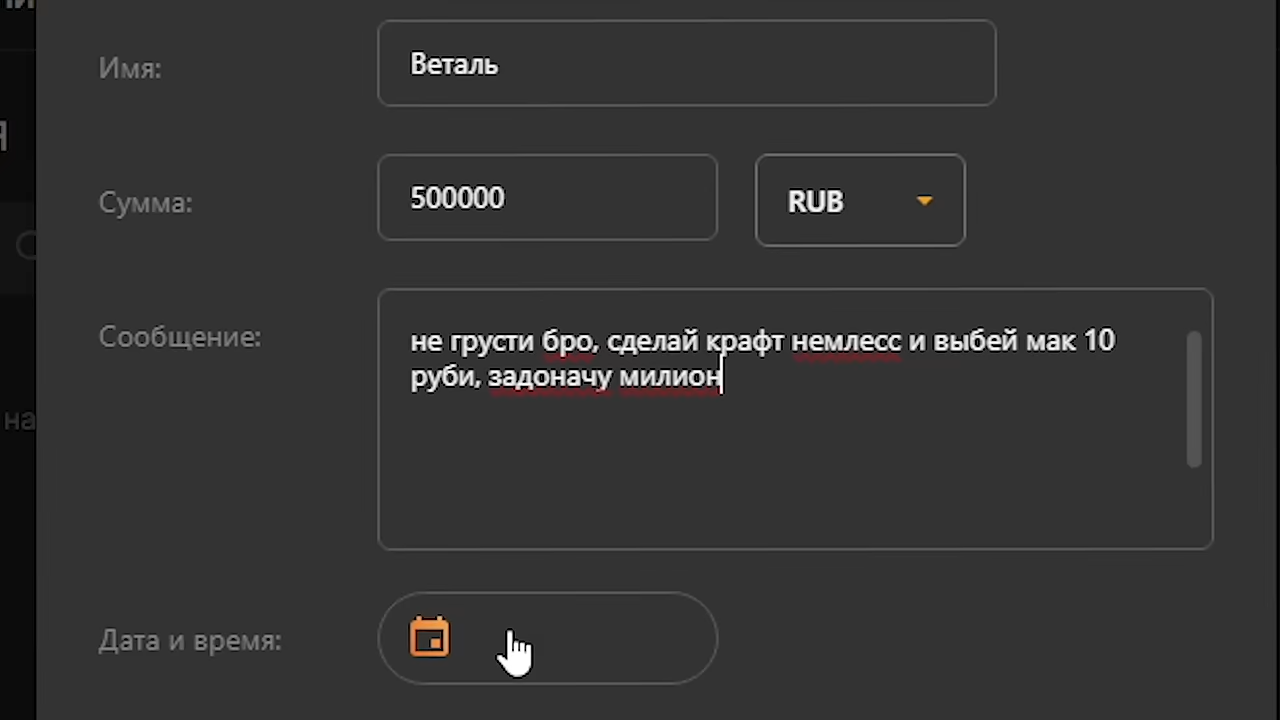 Имя:
Веталь
Сумма:
500000
RUB
Сообщение:
не грусти бро, сделай крафт немлесс и выбей мак 10
руби, задоначу милион
на
Дата и время: